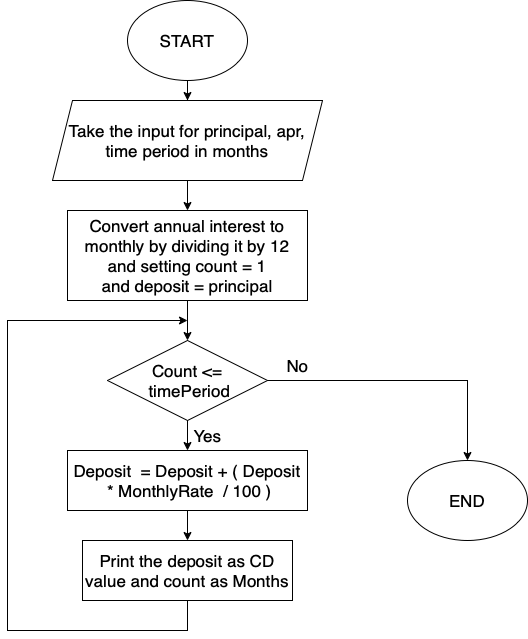 START
Take the input for principal, apr,
time period in months
Convert annual interest to
monthly by dividing it by 12
and setting count = 1
and deposit = principal
Count <=
timePeriod
No
Yes
Deposit = Deposit + ( Deposit
* MonthlyRate / 100 )
END
Print the deposit as CD
value and count as Months